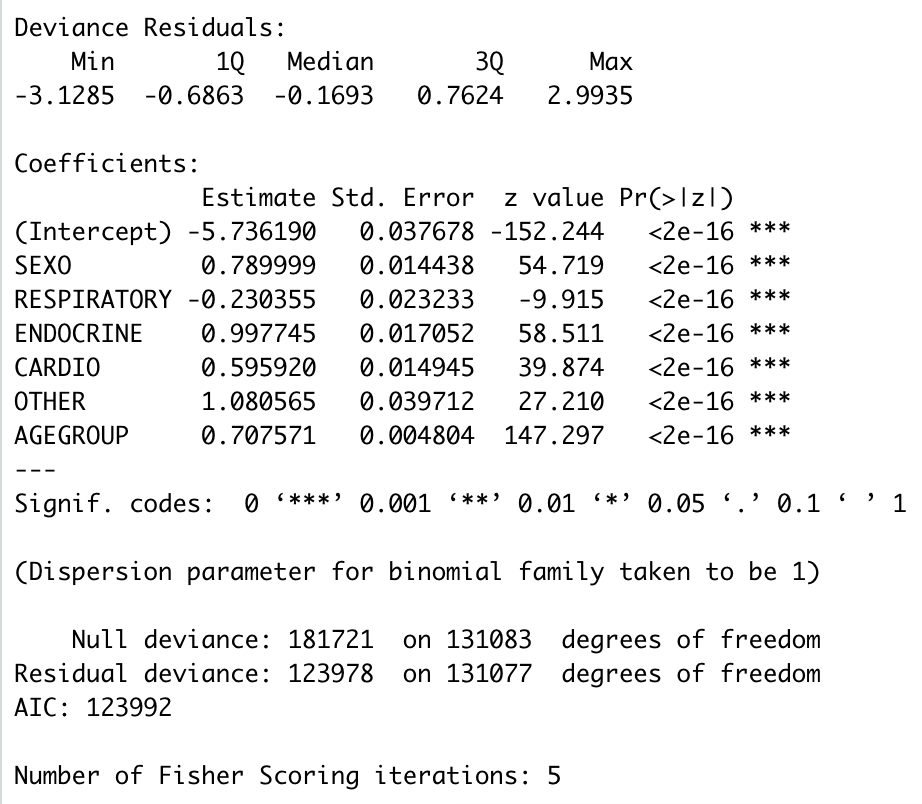 Deviance Residuals:
    Min       1Q   Median       3Q      Max
-3.1285  -0.6863  -0.1693   0.7624   2.9935

Coefficients:
             Estimate Std. Error  z value Pr(>|z|)
(Intercept) -5.736190   0.037678 -152.244   <2e-16 ***
SEXO         0.789999   0.014438   54.719   <2e-16 ***
RESPIRATORY -0.230355   0.023233   -9.915   <2e-16 ***
ENDOCRINE    0.997745   0.017052   58.511   <2e-16 ***
CARDIO       0.595920   0.014945   39.874   <2e-16 ***
OTHER        1.080565   0.039712   27.210   <2e-16 ***
AGEGROUP     0.707571   0.004804  147.297   <2e-16 ***
---
Signif. codes:  0 ‘***’ 0.001 ‘**’ 0.01 ‘*’ 0.05 ‘.’ 0.1 ‘ ’ 1

(Dispersion parameter for binomial family taken to be 1)

    Null deviance: 181721  on 131083  degrees of freedom
Residual deviance: 123978  on 131077  degrees of freedom
AIC: 123992

Number of Fisher Scoring iterations: 5